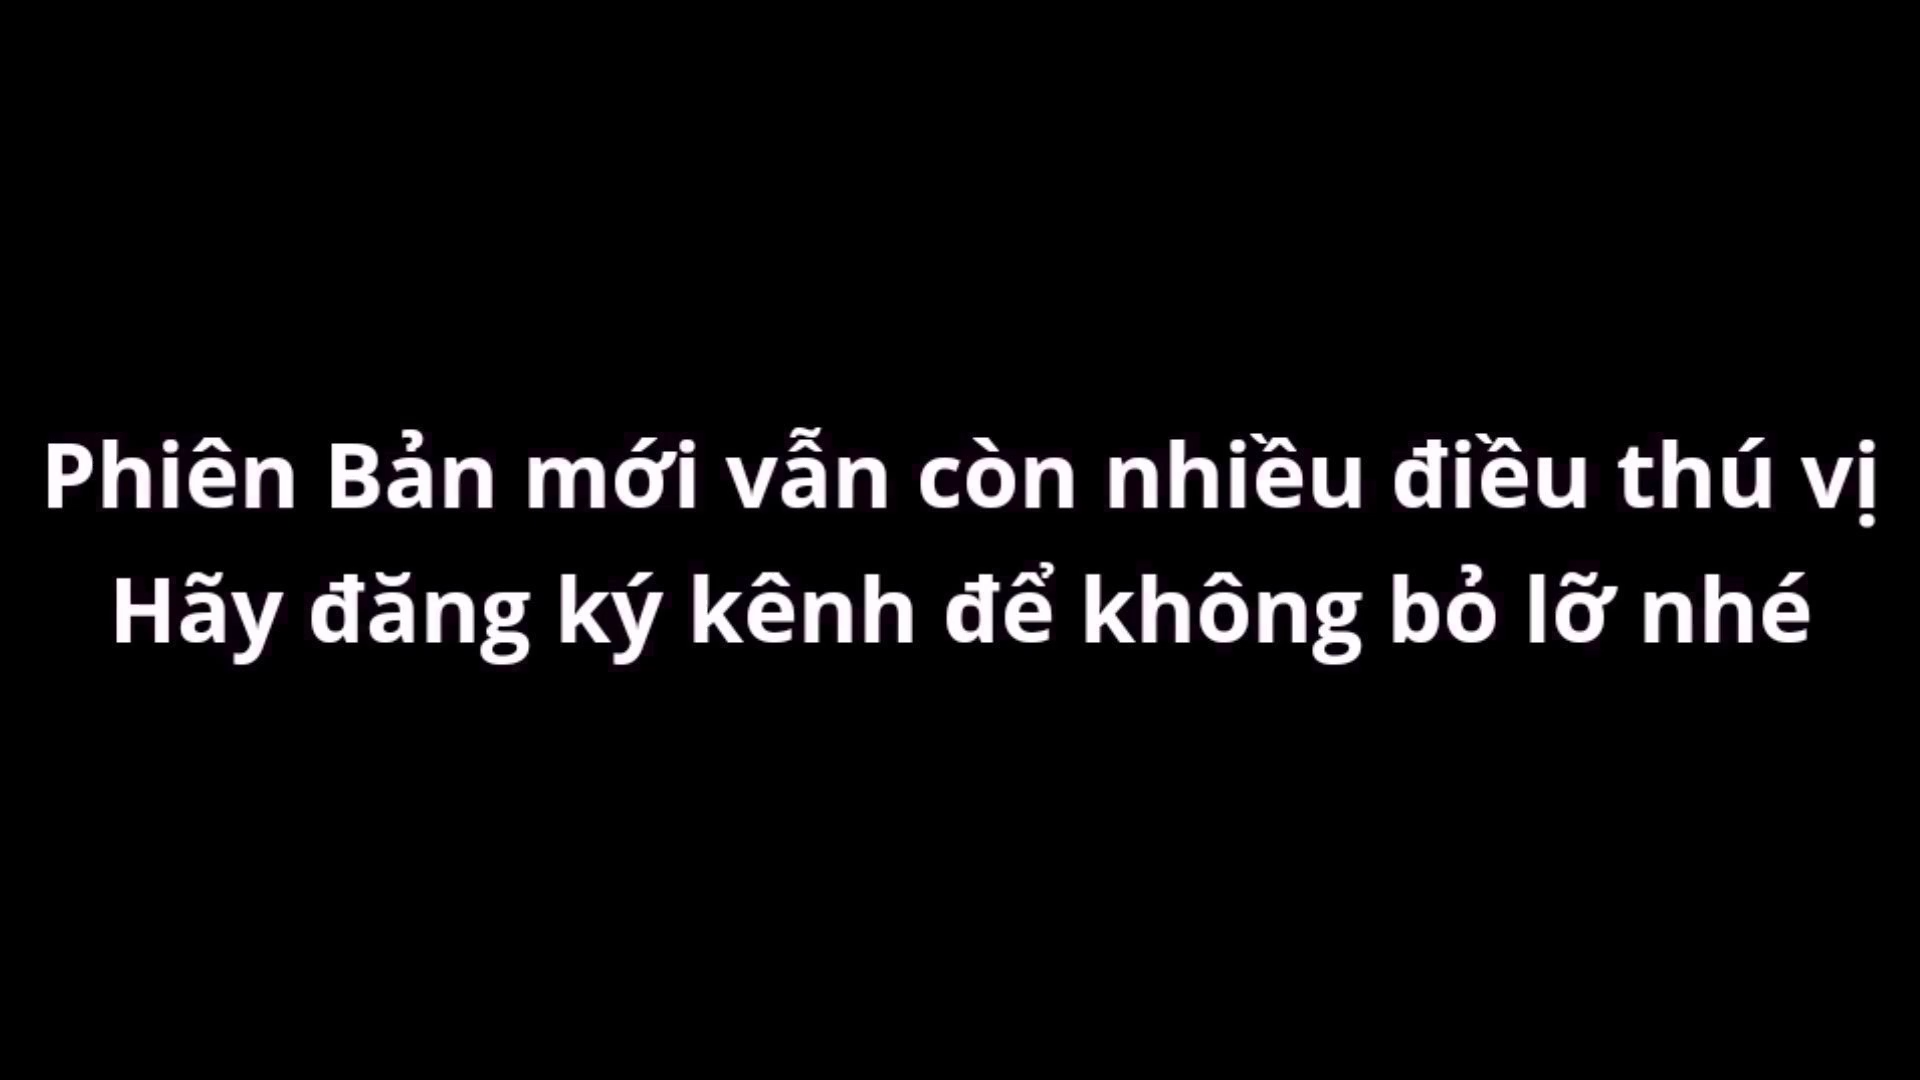 Phiên Bản mới vẫn còn nhiều điều thú vị
Hãy đăng ký kênh để không bỏ lỡ nhé